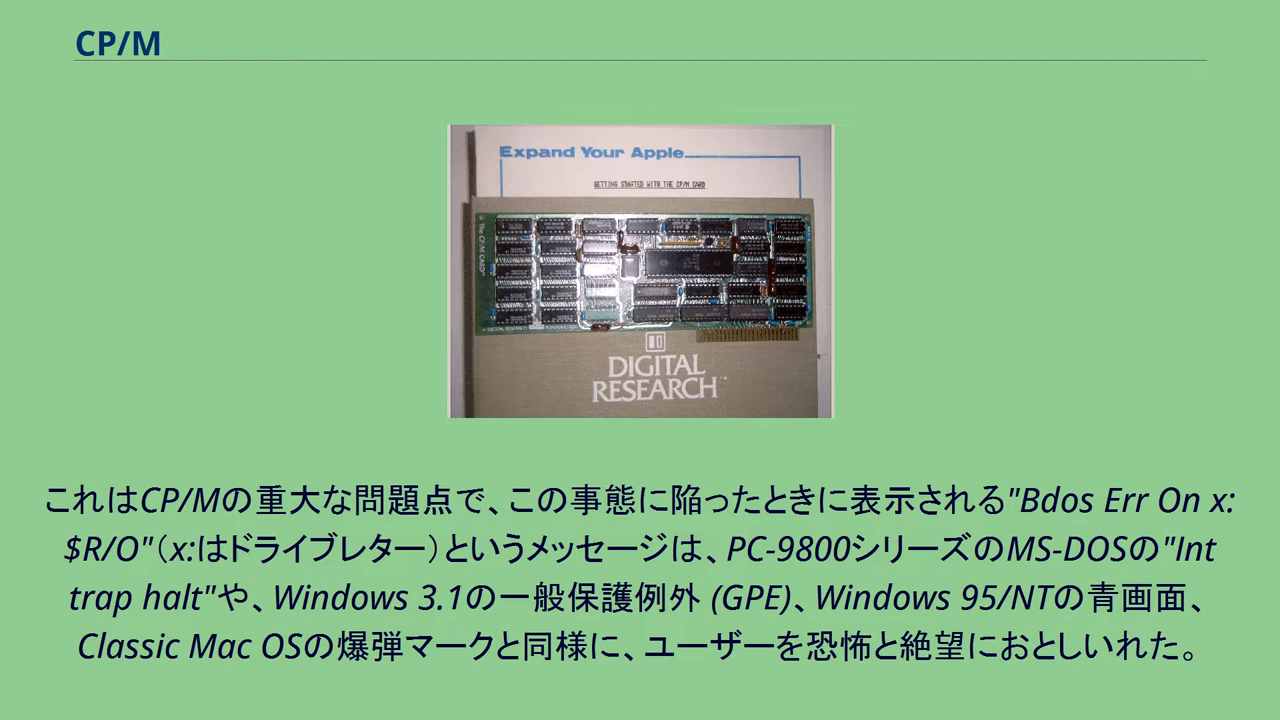 CP/M
Expand Your Apple
GETTING STARTED WITH THE CP/M CARD
The CP/M CARD
DIGITAL RESEARCH
DIGITAL
RESEARCH
これはCP/Mの重大な問題点で、この事態に陥ったときに表示される"Bdos Err On x:
$R/O"（x:はドライブレター）というメッセージは、PC-9800シリーズのMS-DOSの"Int
trap halt"や、Windows 3.1の一般保護例外 (GPE)、Windows 95/NTの青画面、
Classic Mac OSの爆弾マークと同様に、ユーザーを恐怖と絶望におとしいれた。